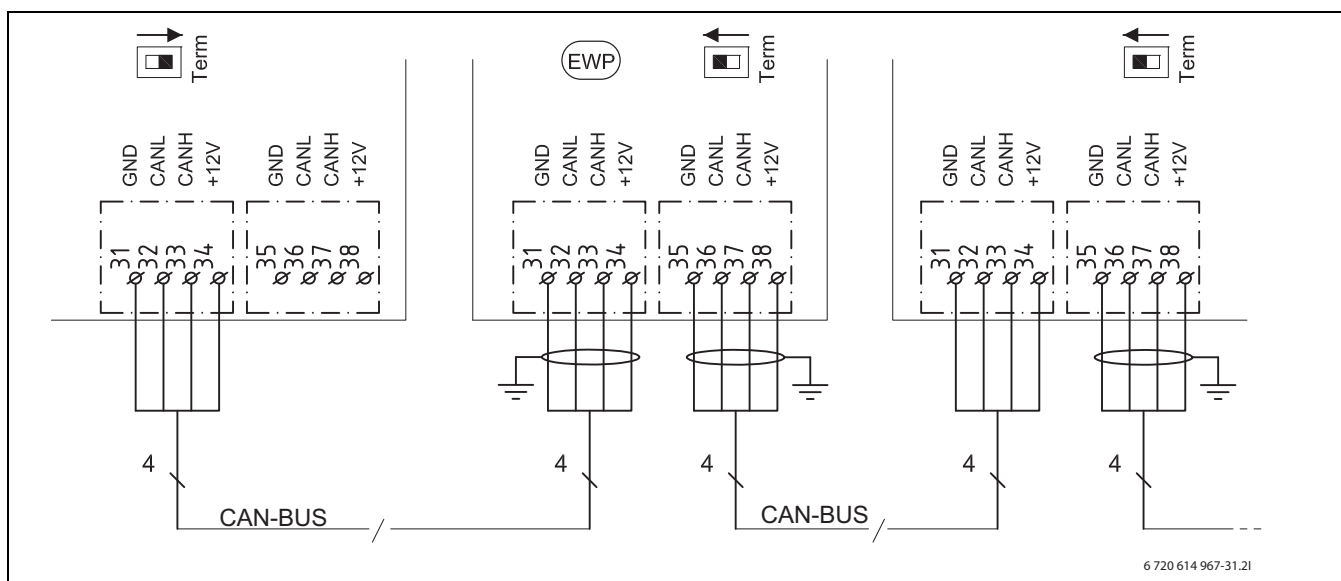 Term
EWP
Term
Term
GND CANL CANH +12V
GND CANL CANH +12V
GND CANL CANH +12V
GND CANL CANH +12V
GND CANL CANH +12V
GND CANL CANH +12V
31 32 33 34
35 36 37 38
31 32 33 34
35 36 37 38
31 32 33 34
35 36 37 38
4
4
4
4
4
CAN-BUS
CAN-BUS
6 720 614 967-31.2I